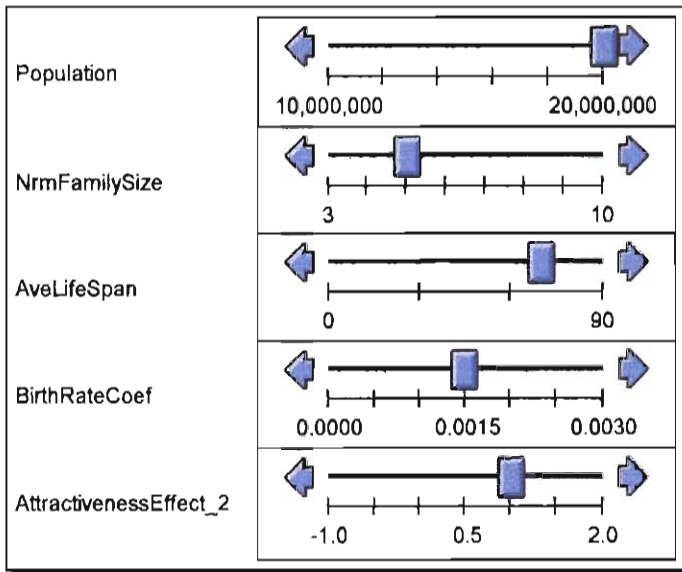 Population
10,000,000 20,000,000
NrmFamilySize
3 10
AveLifeSpan
0 90
BirthRateCoef
0.0000 0.0015 0.0030
AttractivenessEffect_2
-1.0 0.5 2.0